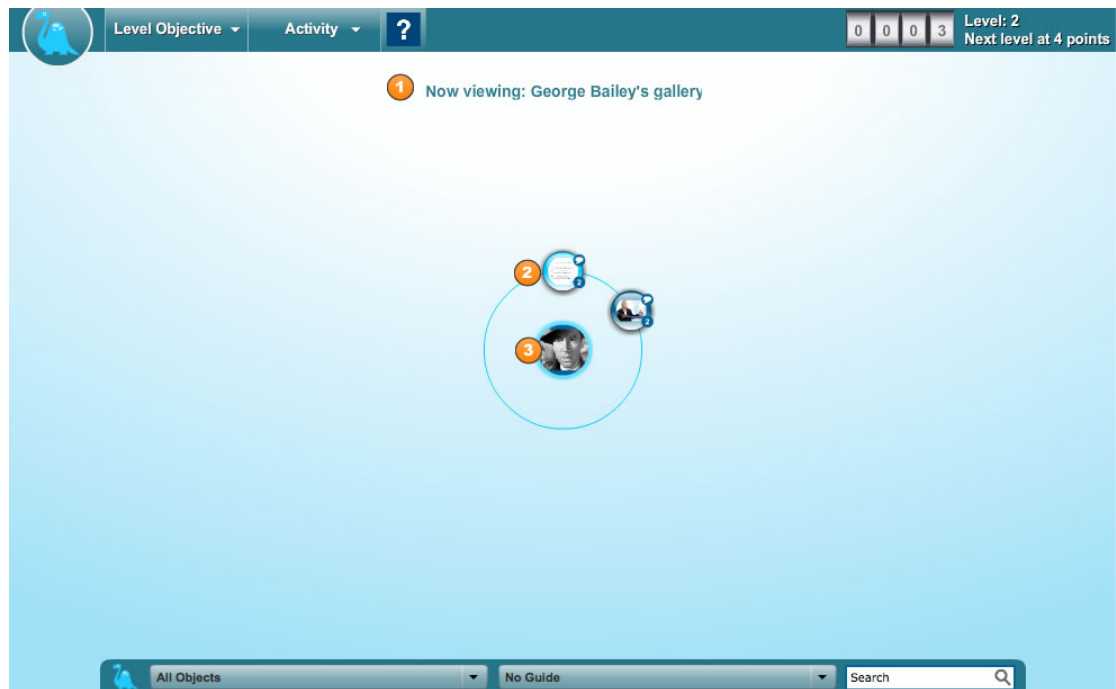 Level Objective
Activity
?
0 0 0 3
Level: 2
Next level at 4 points
1
Now viewing: George Bailey's gallery
2
2
2
3
All Objects
No Guide
Search